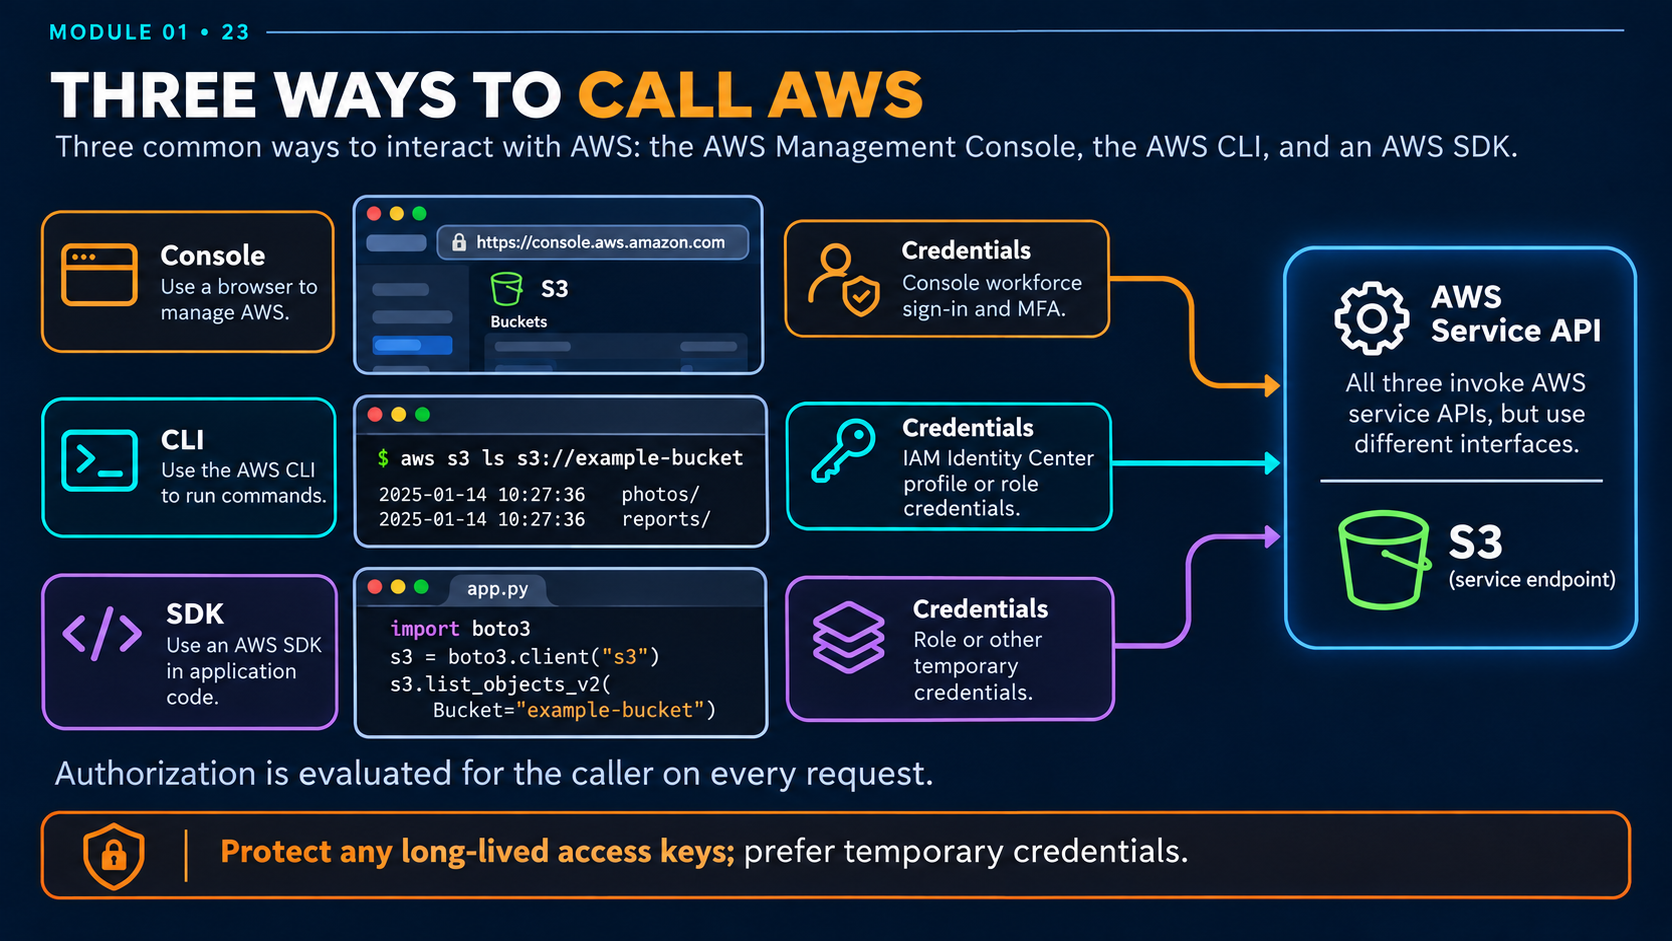 MODULE 01 • 23
THREE WAYS TO CALL AWS
Three common ways to interact with AWS: the AWS Management Console, the AWS CLI, and an AWS SDK.
Console
Use a browser to
manage AWS.
https://console.aws.amazon.com
S3
Buckets
Credentials
Console workforce
sign-in and MFA.
CLI
Use the AWS CLI
to run commands.
$ aws s3 ls s3://example-bucket
2025-01-14 10:27:36 photos/
2025-01-14 10:27:36 reports/
Credentials
IAM Identity Center
profile or role
credentials.
SDK
Use an AWS SDK
in application
code.
app.py
import boto3
s3 = boto3.client("s3")
s3.list_objects_v2(
Bucket="example-bucket")
Credentials
Role or other
temporary
credentials.
AWS
Service API
All three invoke AWS
service APIs, but use
different interfaces.
S3
(service endpoint)
Authorization is evaluated for the caller on every request.
Protect any long-lived access keys; prefer temporary credentials.